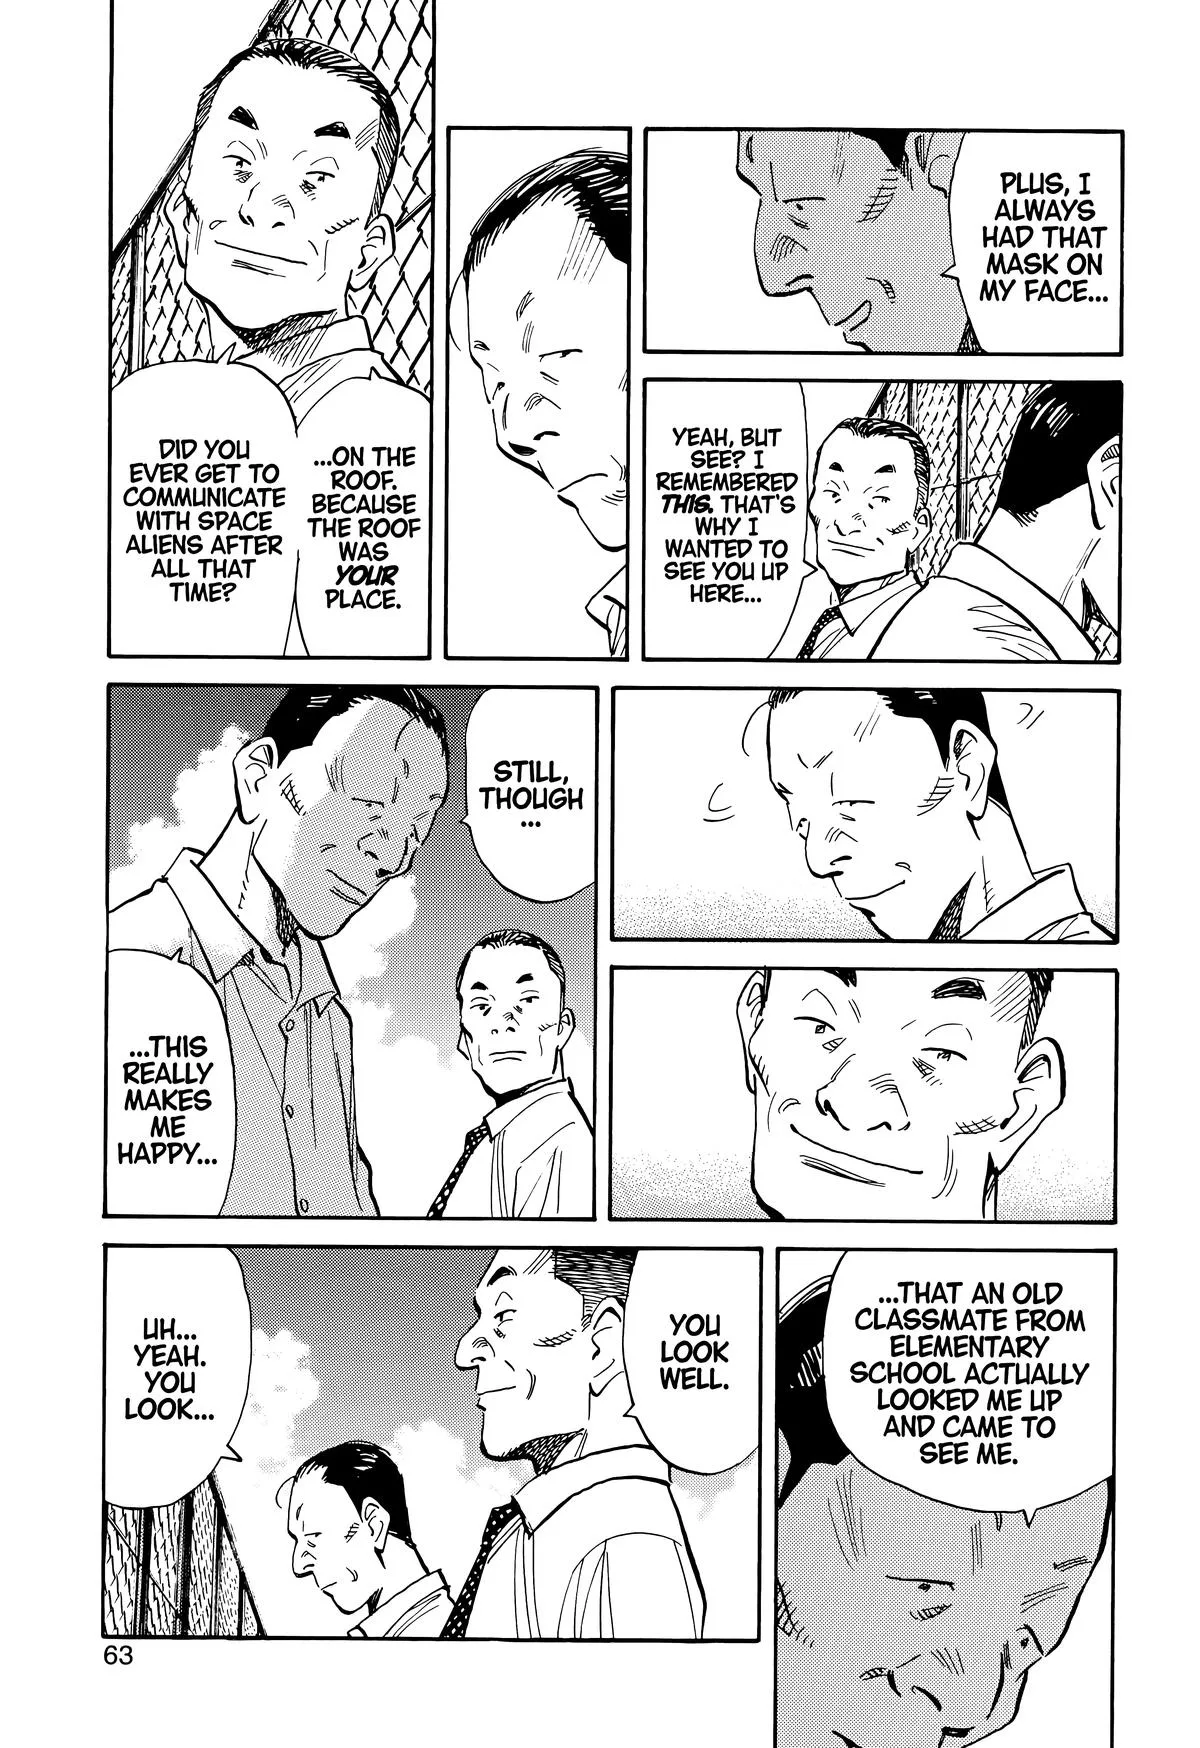 PLUS, I
ALWAYS
HAD THAT
MASK ON
MY FACE...
YEAH, BUT
SEE? I
REMEMBERED
THIS. THAT'S
WHY I
WANTED TO
SEE YOU UP
HERE...
...ON THE
ROOF.
BECAUSE
THE ROOF
WAS
YOUR
PLACE.
DID YOU
EVER GET TO
COMMUNICATE
WITH SPACE
ALIENS AFTER
ALL THAT
TIME?
STILL,
THOUGH
...
...THIS
REALLY
MAKES
ME
HAPPY...
...THAT AN OLD
CLASSMATE FROM
ELEMENTARY
SCHOOL ACTUALLY
LOOKED ME UP
AND CAME TO
SEE ME.
YOU
LOOK
WELL.
UH...
YEAH.
YOU
LOOK...
63